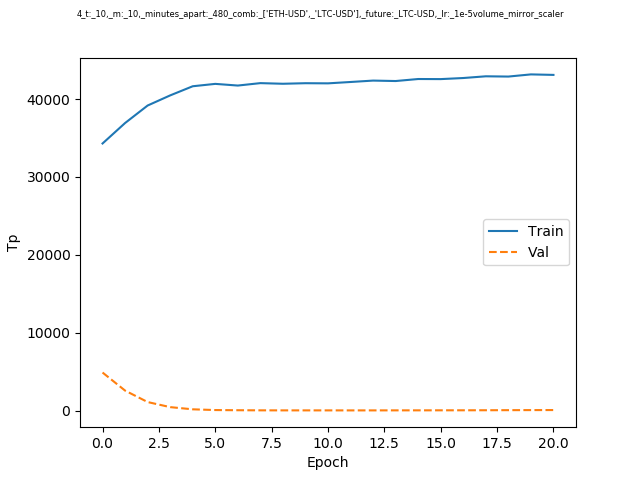 4_t:_10,_m:_10,_minutes_apart:_480_comb:_['ETH-USD',_'LTC-USD'],_future:_LTC-USD,_lr:_1e-5volume_mirror_scaler
40000
30000
20000
10000
0
Tp
Train
Val
0.0 2.5 5.0 7.5 10.0 12.5 15.0 17.5 20.0
Epoch